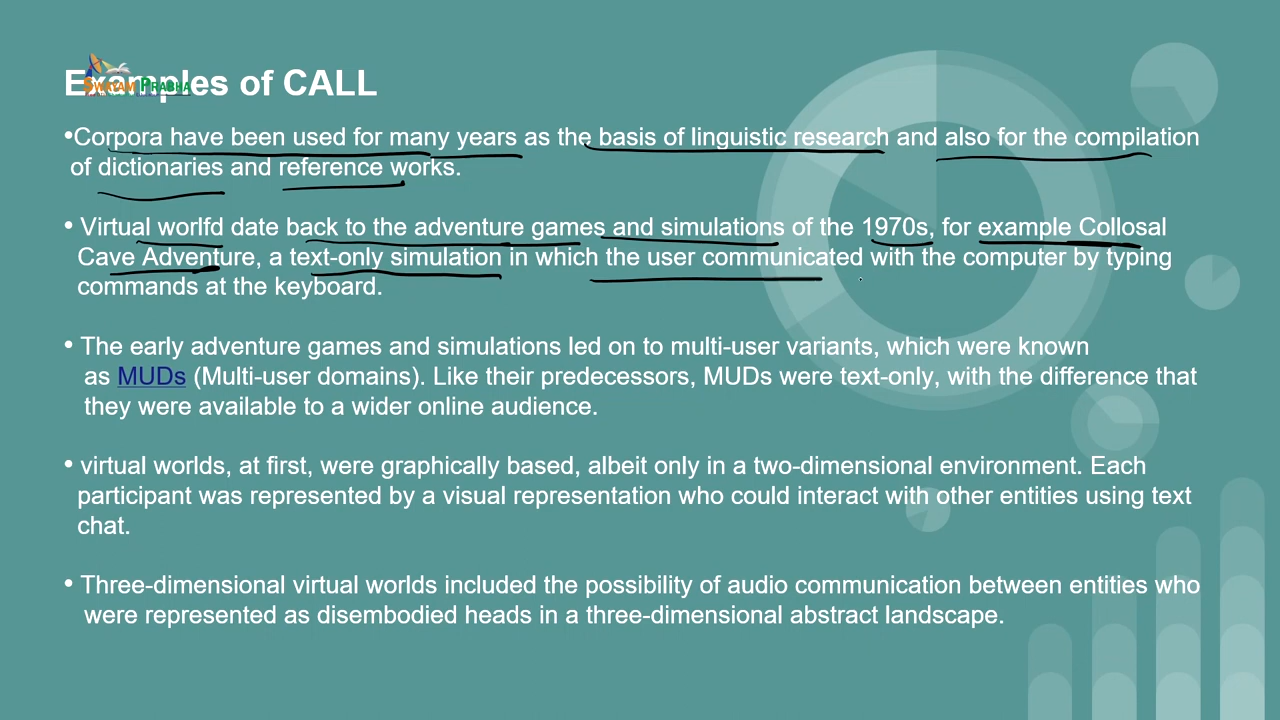 Examples of CALL
SWAYAM PRABHA
•Corpora have been used for many years as the basis of linguistic research and also for the compilation
of dictionaries and reference works.
• Virtual worlfd date back to the adventure games and simulations of the 1970s, for example Collosal
Cave Adventure, a text-only simulation in which the user communicated with the computer by typing
commands at the keyboard.
• The early adventure games and simulations led on to multi-user variants, which were known
as MUDs (Multi-user domains). Like their predecessors, MUDs were text-only, with the difference that
they were available to a wider online audience.
• virtual worlds, at first, were graphically based, albeit only in a two-dimensional environment. Each
participant was represented by a visual representation who could interact with other entities using text
chat.
• Three-dimensional virtual worlds included the possibility of audio communication between entities who
were represented as disembodied heads in a three-dimensional abstract landscape.